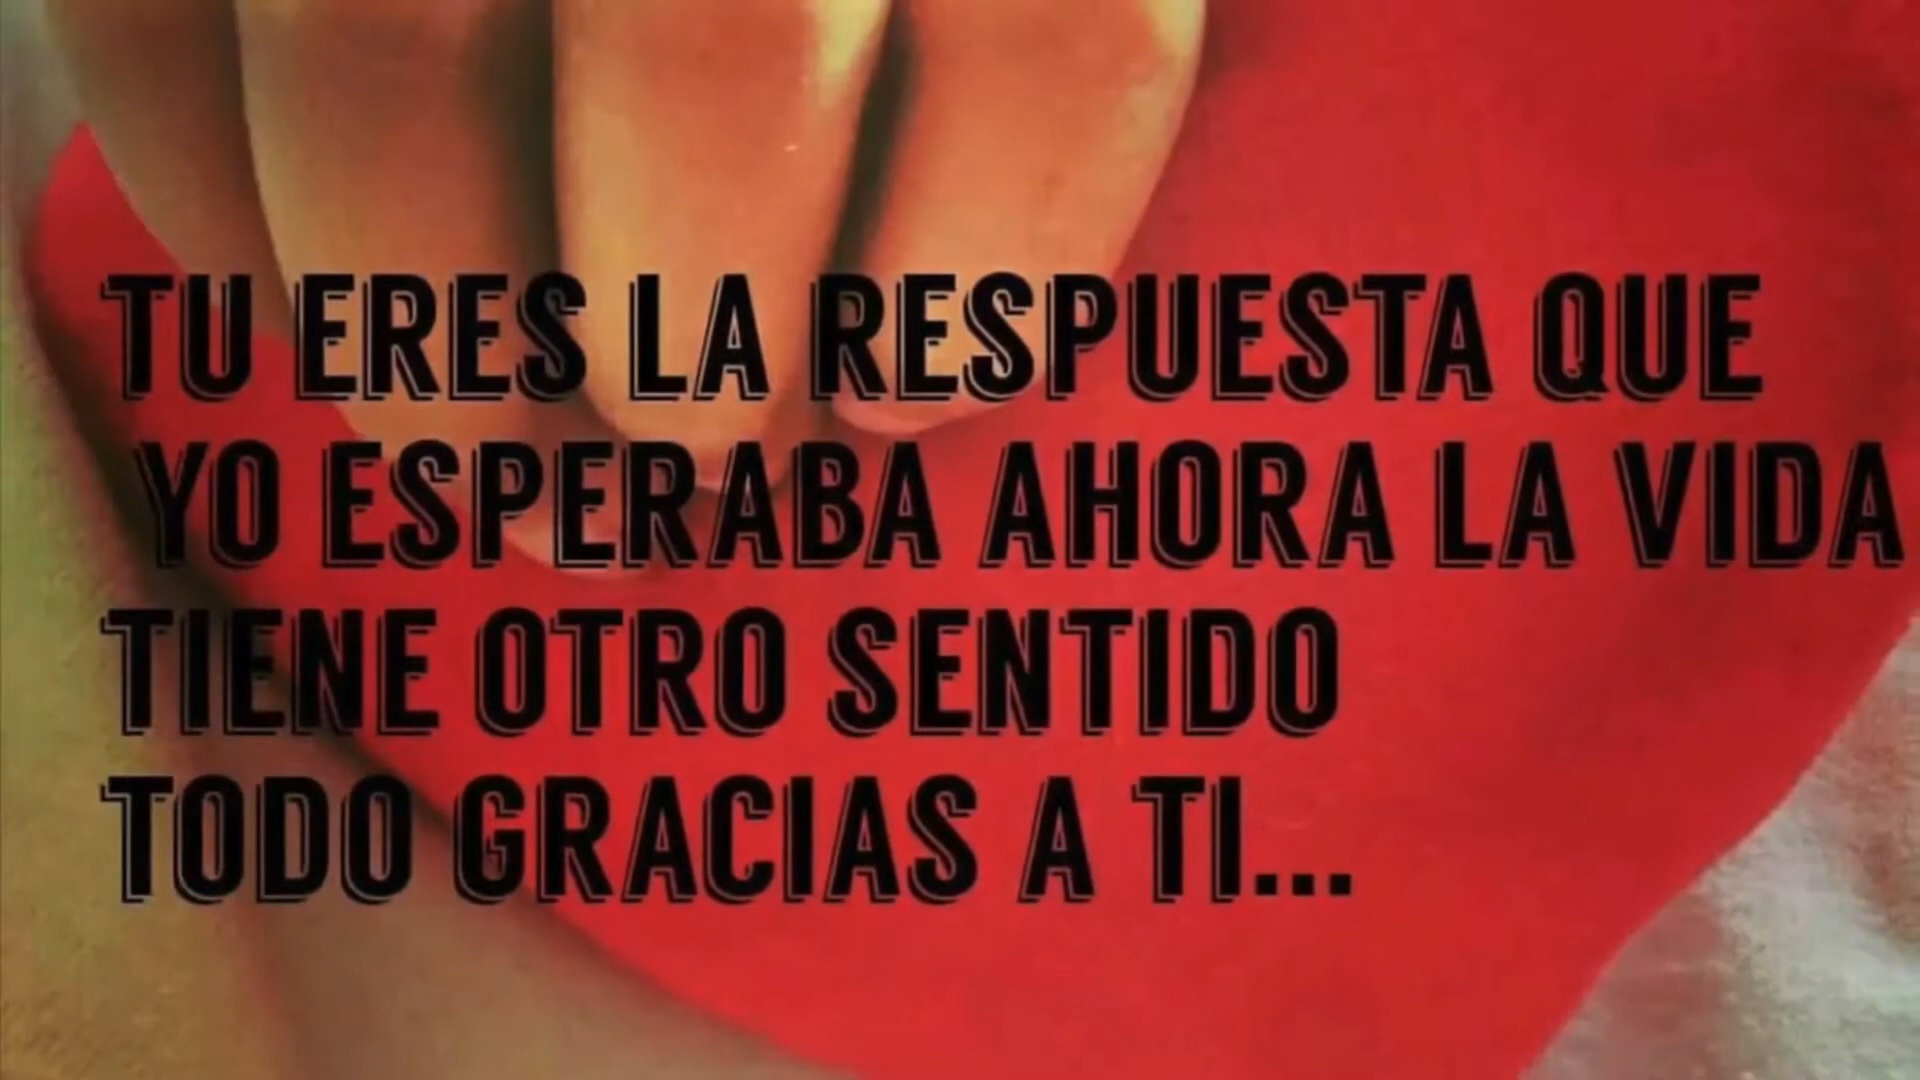 TU ERES LA RESPUESTA QUE
YO ESPERABA AHORA LA VIDA
TIENE OTRO SENTIDO
TODO GRACIAS A TI...